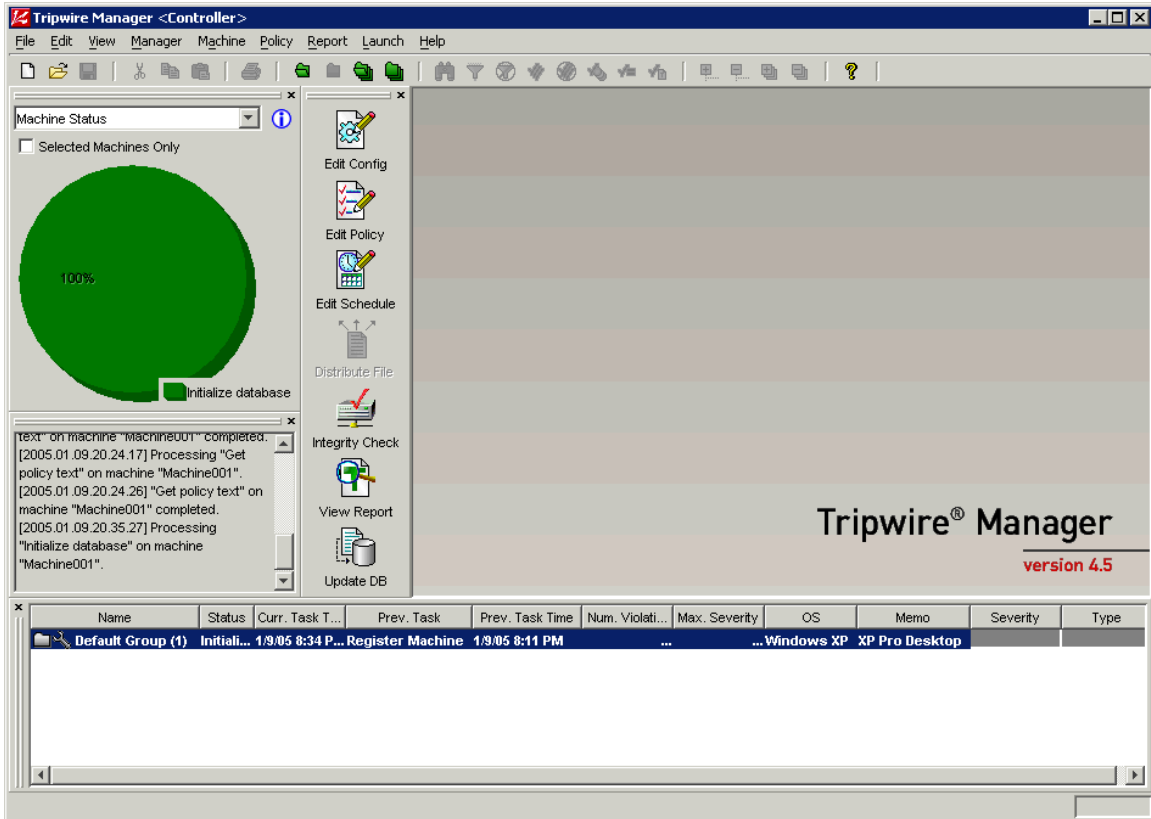 Tripwire Manager <Controller>
File Edit View Manager Machine Policy Report Launch Help
Machine Status
Selected Machines Only
100%
Initialize database
text" on machine "Machine001" completed.
[2005.01.09.20.24.17] Processing "Get
policy text" on machine "Machine001".
[2005.01.09.20.24.26] "Get policy text" on
machine "Machine001" completed.
[2005.01.09.20.35.27] Processing
"Initialize database" on machine
"Machine001".
Edit Config
Edit Policy
Edit Schedule
Distribute File
Integrity Check
View Report
Update DB
Tripwire® Manager
version 4.5
Name Status Curr. Task T... Prev. Task Prev. Task Time Num. Violati... Max. Severity OS Memo Severity Type
Default Group (1) Initiali... 1/9/05 8:34 P... Register Machine 1/9/05 8:11 PM ... ... Windows XP XP Pro Desktop